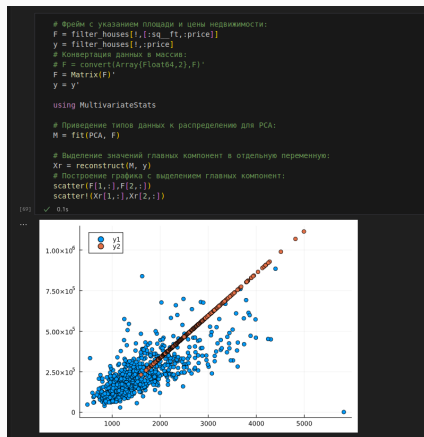 # Фрейм с указанием площади и цены недвижимости:
F = filter_houses[!,[:sq__ft,:price]]
y = filter_houses[!,:price]
# Конвертация данных в массив:
# F = convert(Array{Float64,2},F)'
F = Matrix(F)'
y = y'
using MultivariateStats
# Приведение типов данных к распределению для PCA:
M = fit(PCA, F)
# Выделение значений главных компонент в отдельную переменную:
Xr = reconstruct(M, y)
# Построение графика с выделением главных компонент:
scatter(F[1,:],F[2,:])
scatter!(Xr[1,:],Xr[2,:])
✓ 0.1s
...
y1
y2
1.00×10⁶
7.50×10⁵
5.00×10⁵
2.50×10⁵
0
1000 2000 3000 4000 5000